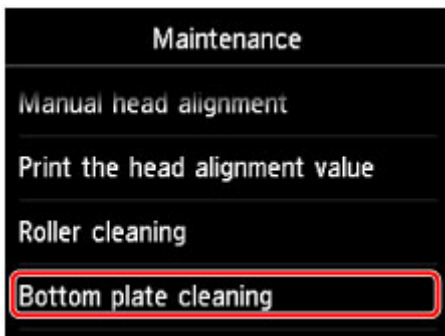 Maintenance
Manual head alignment
Print the head alignment value
Roller cleaning
Bottom plate cleaning